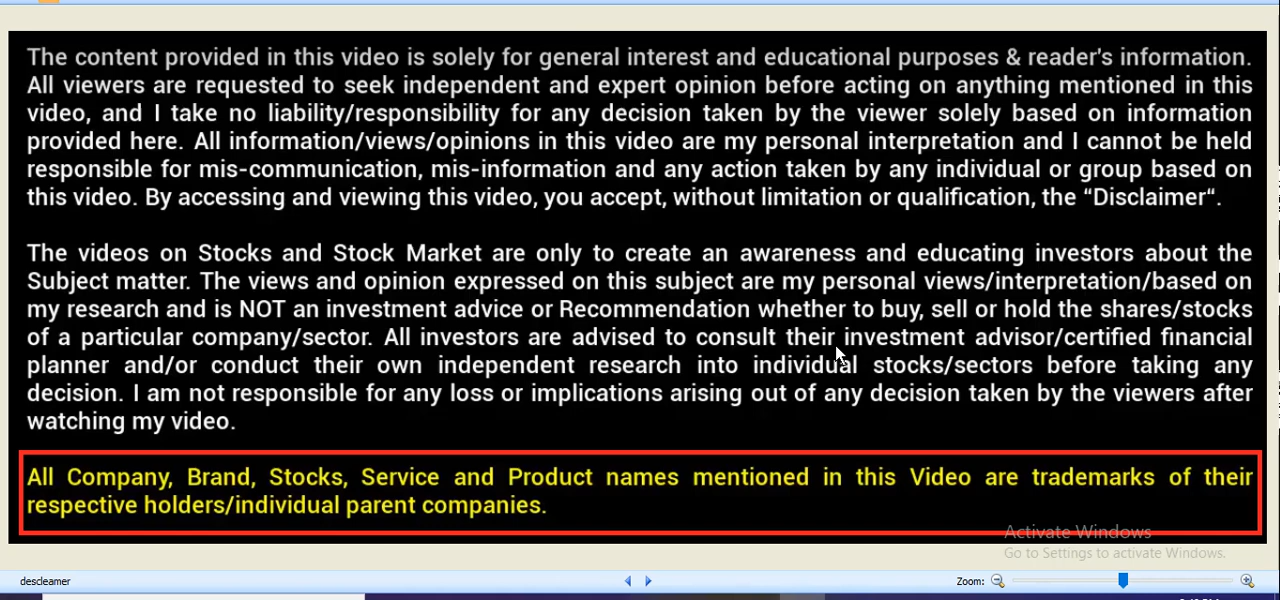 The content provided in this video is solely for general interest and educational purposes & reader's information.
All viewers are requested to seek independent and expert opinion before acting on anything mentioned in this
video, and I take no liability/responsibility for any decision taken by the viewer solely based on information
provided here. All information/views/opinions in this video are my personal interpretation and I cannot be held
responsible for mis-communication, mis-information and any action taken by any individual or group based on
this video. By accessing and viewing this video, you accept, without limitation or qualification, the “Disclaimer“.
The videos on Stocks and Stock Market are only to create an awareness and educating investors about the
Subject matter. The views and opinion expressed on this subject are my personal views/interpretation/based on
my research and is NOT an investment advice or Recommendation whether to buy, sell or hold the shares/stocks
of a particular company/sector. All investors are advised to consult their investment advisor/certified financial
planner and/or conduct their own independent research into individual stocks/sectors before taking any
decision. I am not responsible for any loss or implications arising out of any decision taken by the viewers after
watching my video.
All Company, Brand, Stocks, Service and Product names mentioned in this Video are trademarks of their
respective holders/individual parent companies.
Activate Windows
Go to Settings to activate Windows.
descleamer
Zoom: